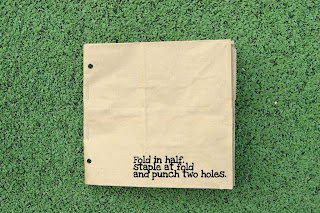 Fold in half,
staple at fold
and punch two holes.